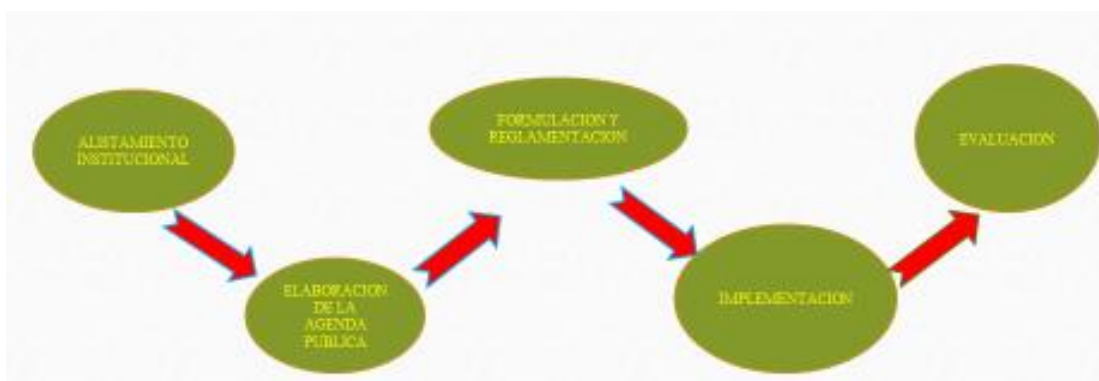 ALISTAMIENTO
INSTITUCIONAL
ELABORACION
DE LA
AGENDA
PUBLICA
FORMULACION Y
REGLAMENTACION
IMPLEMENTACION
EVALUACION